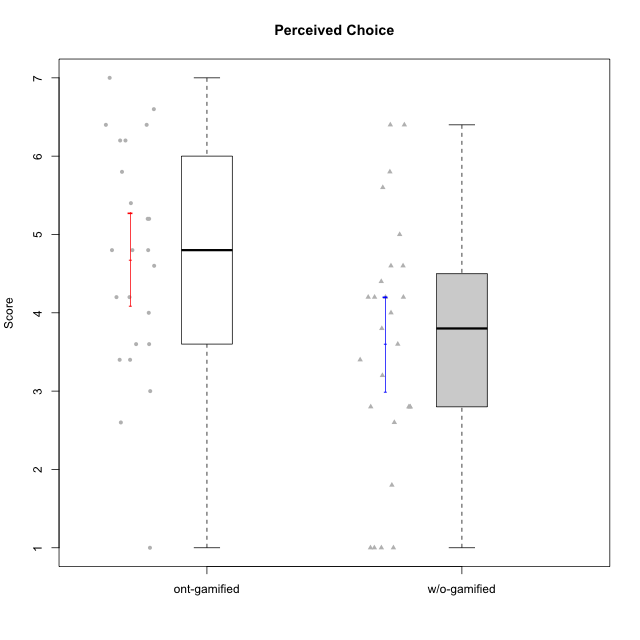 Perceived Choice
7
6
5
4
3
2
1
Score
ont-gamified
w/o-gamified